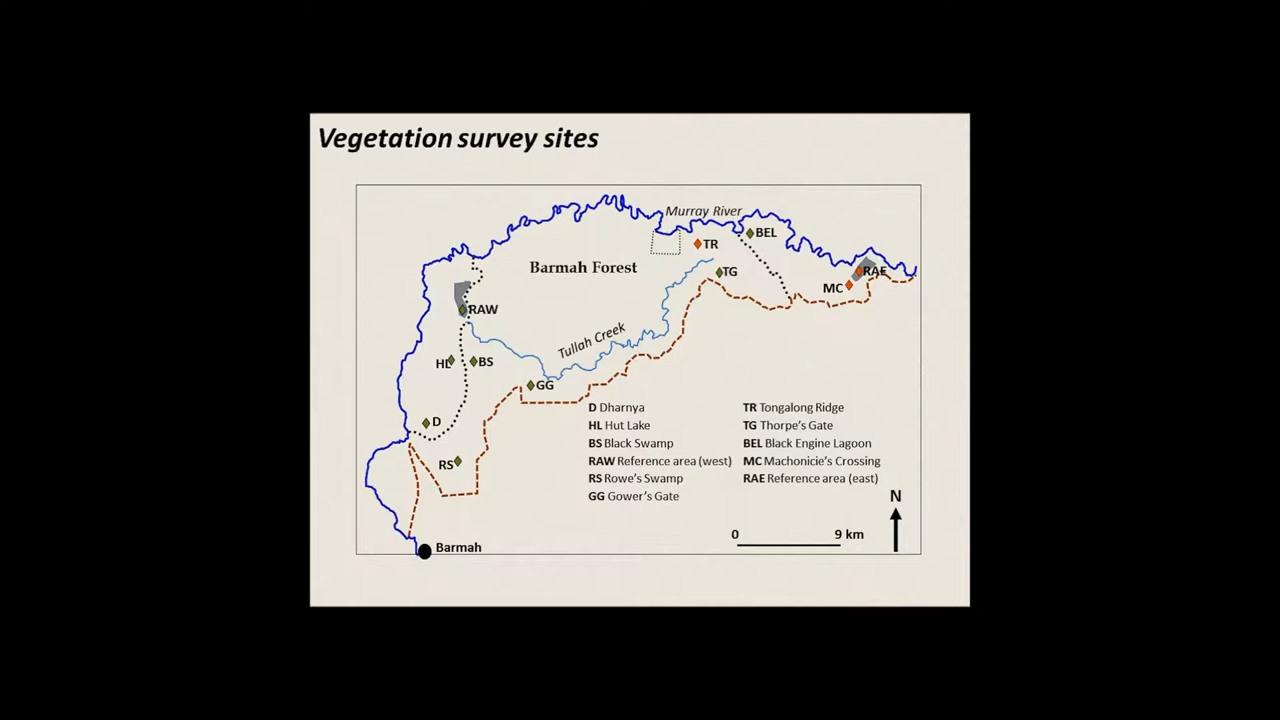 Vegetation survey sites
Murray River
BEL
TR
Barmah Forest
TG
RAE
MC
RAW
Tullah Creek
HL
BS
GG
D
RS
D Dharnya
HL Hut Lake
BS Black Swamp
RAW Reference area (west)
RS Rowe's Swamp
GG Gower's Gate
TR Tongalong Ridge
TG Thorpe's Gate
BEL Black Engine Lagoon
MC Machonicie's Crossing
RAE Reference area (east)
N
0 9 km
Barmah